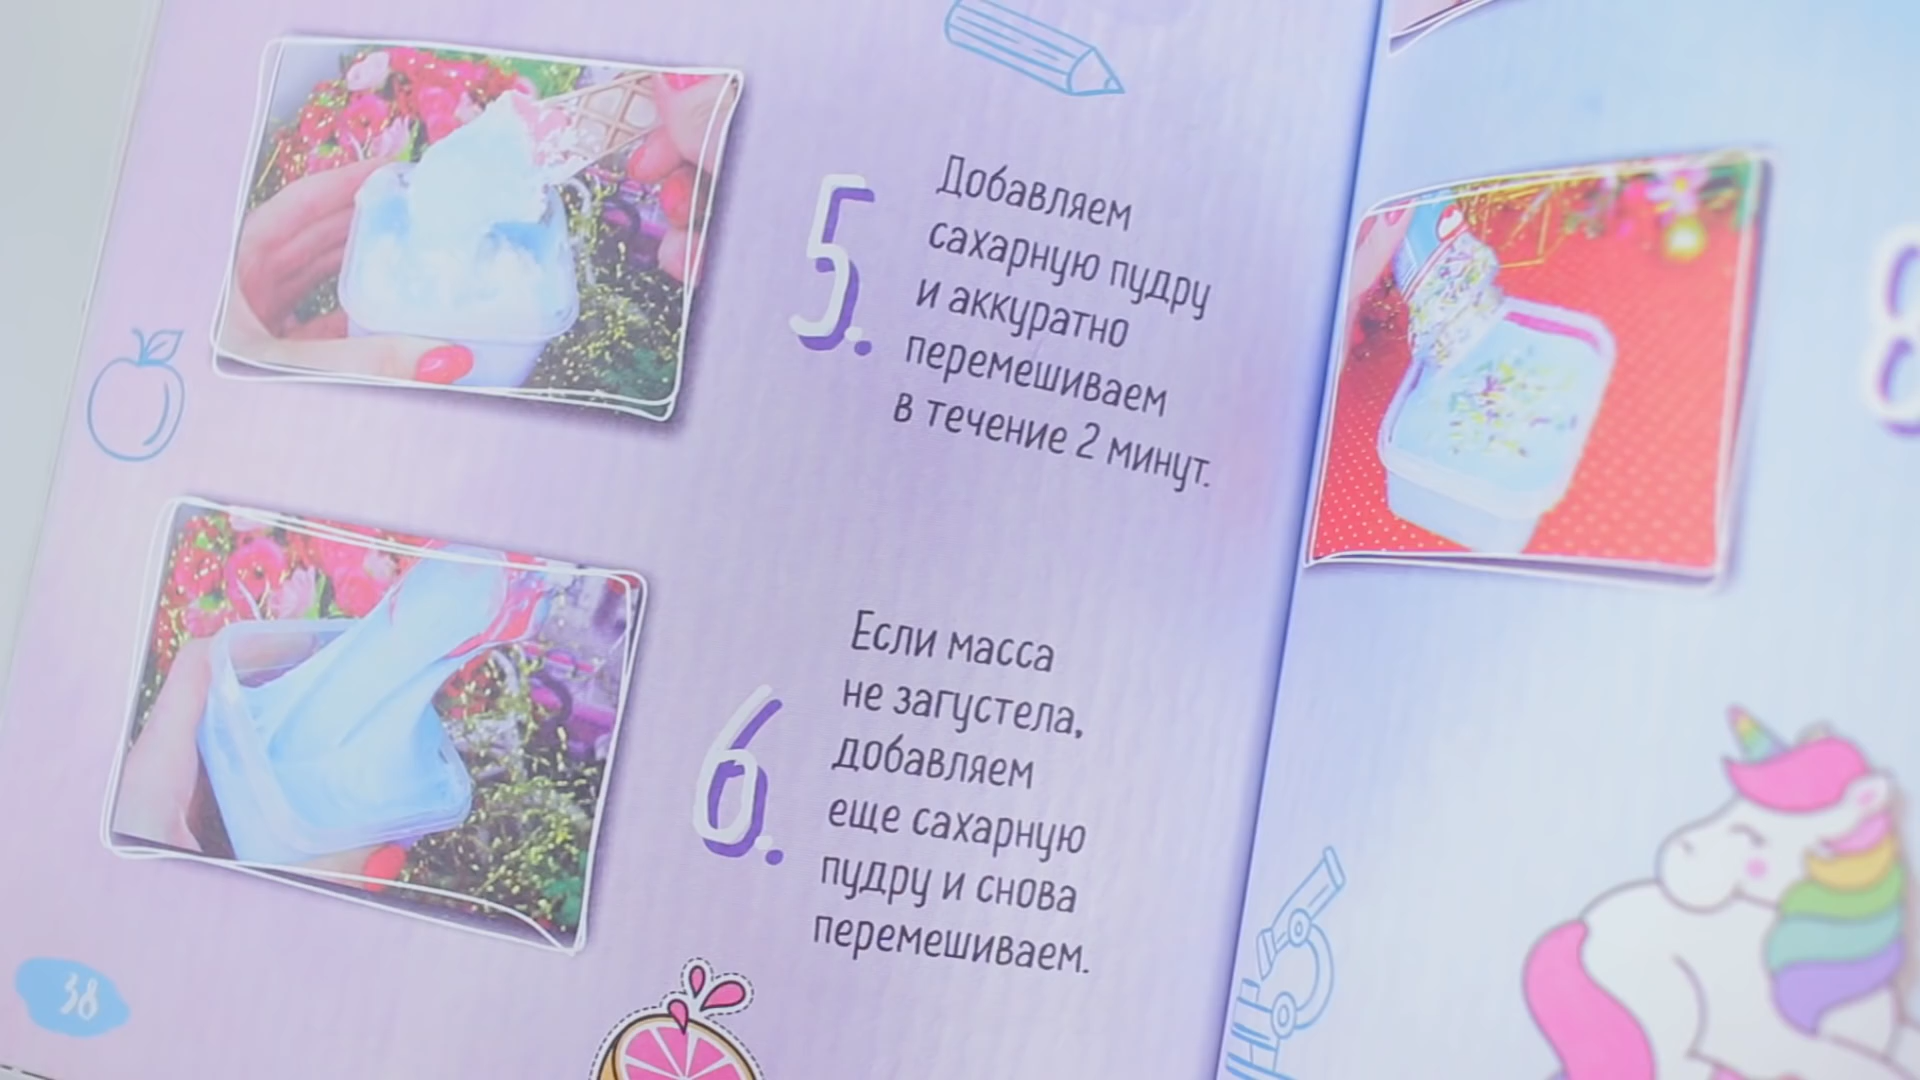 5.
Добавляем
сахарную пудру
и аккуратно
перемешиваем
в течение 2 минут.
6.
Если масса
не загустела,
добавляем
еще сахарную
пудру и снова
перемешиваем.
38